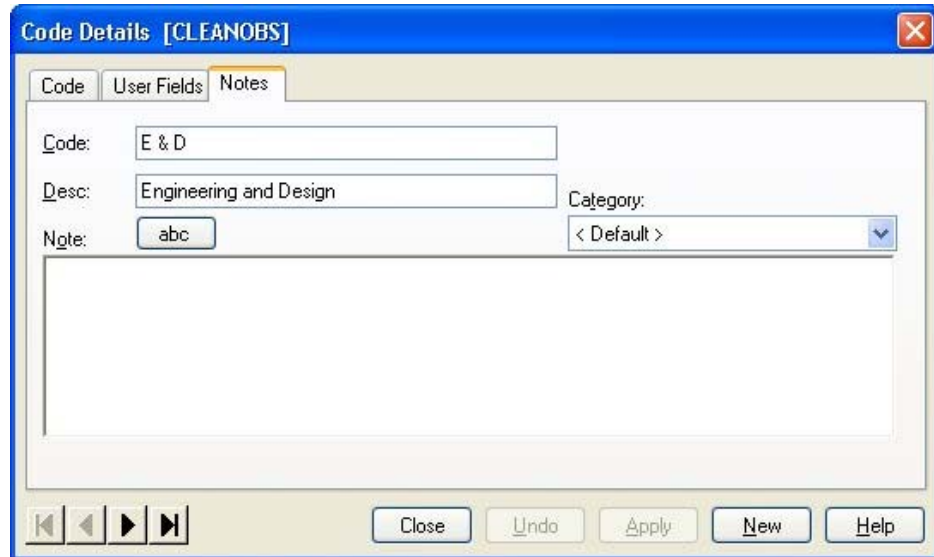 Code Details [CLEANOBS]
Code User Fields Notes
Code: E & D
Desc: Engineering and Design
Category:
Note: abc < Default >
Close Undo Apply New Help